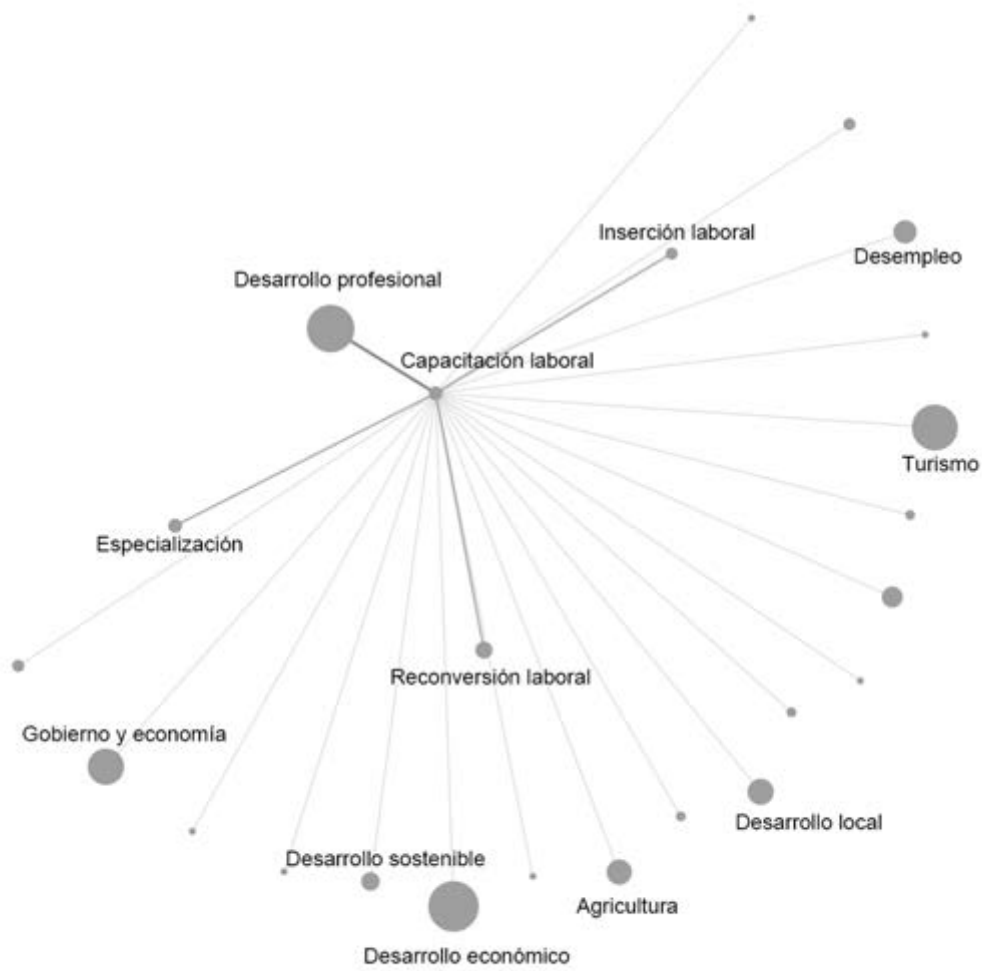 Inserción laboral
Desempleo
Desarrollo profesional
Capacitación laboral
Turismo
Especialización
Reconversión laboral
Gobierno y economía
Desarrollo local
Desarrollo sostenible
Agricultura
Desarrollo económico